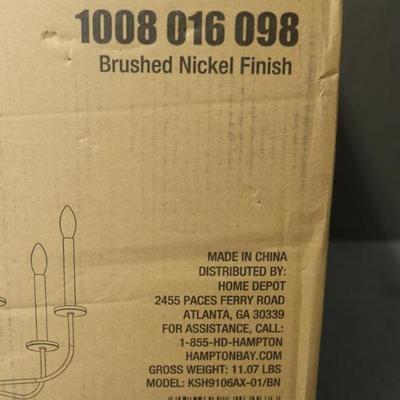 1008 016 098
Brushed Nickel Finish
MADE IN CHINA
DISTRIBUTED BY:
HOME DEPOT
2455 PACES FERRY ROAD
ATLANTA, GA 30339
FOR ASSISTANCE, CALL:
1-855-HD-HAMPTON
HAMPTONBAY.COM
GROSS WEIGHT: 11.07 LBS
MODEL: KSH9106AX-01/BN